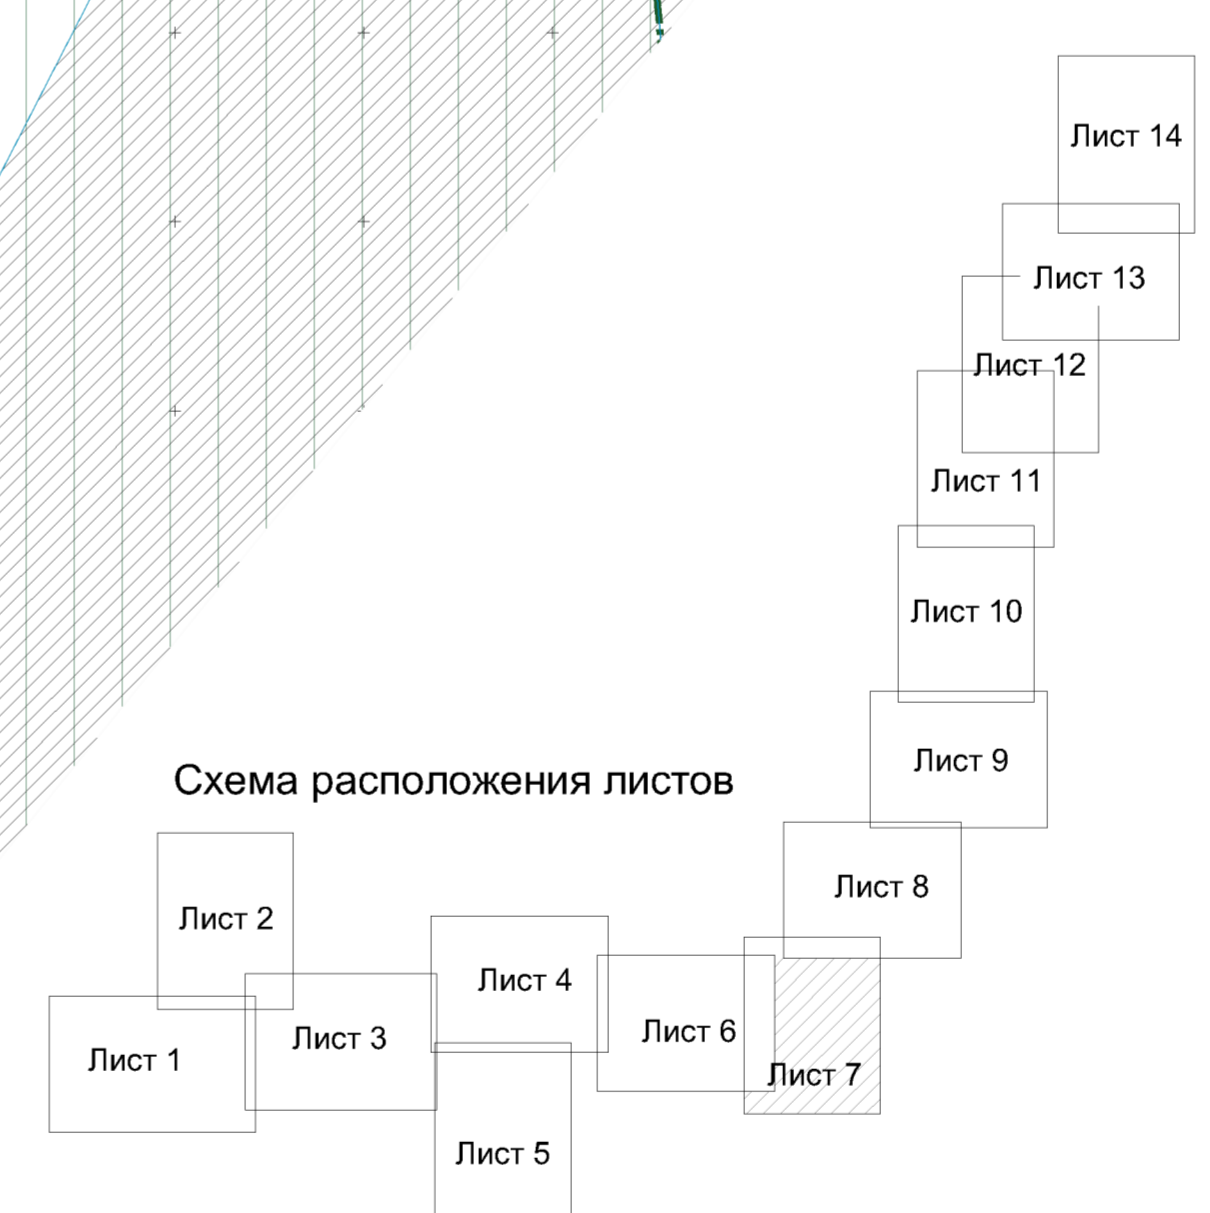 Лист 14
Лист 13
Лист 12
Лист 11
Лист 10
Лист 9
Схема расположения листов
Лист 8
Лист 2
Лист 4
Лист 6
Лист 3
Лист 1
Лист 7
Лист 5